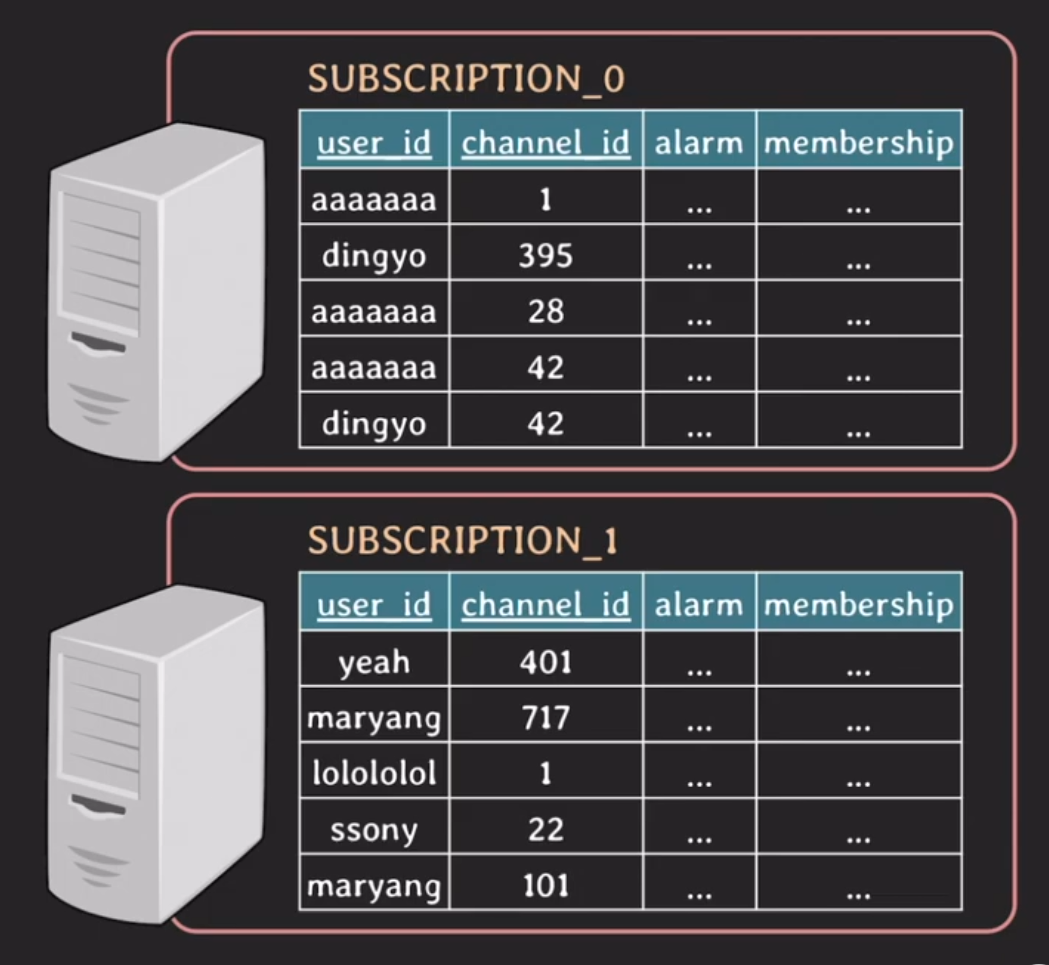 SUBSCRIPTION_0
user_id channel_id alarm membership
aaaaaaa 1 ... ...
dingyo 395 ... ...
aaaaaaa 28 ... ...
aaaaaaa 42 ... ...
dingyo 42 ... ...
SUBSCRIPTION_1
user_id channel_id alarm membership
yeah 401 ... ...
maryang 717 ... ...
lolololol 1 ... ...
ssony 22 ... ...
maryang 101 ... ...